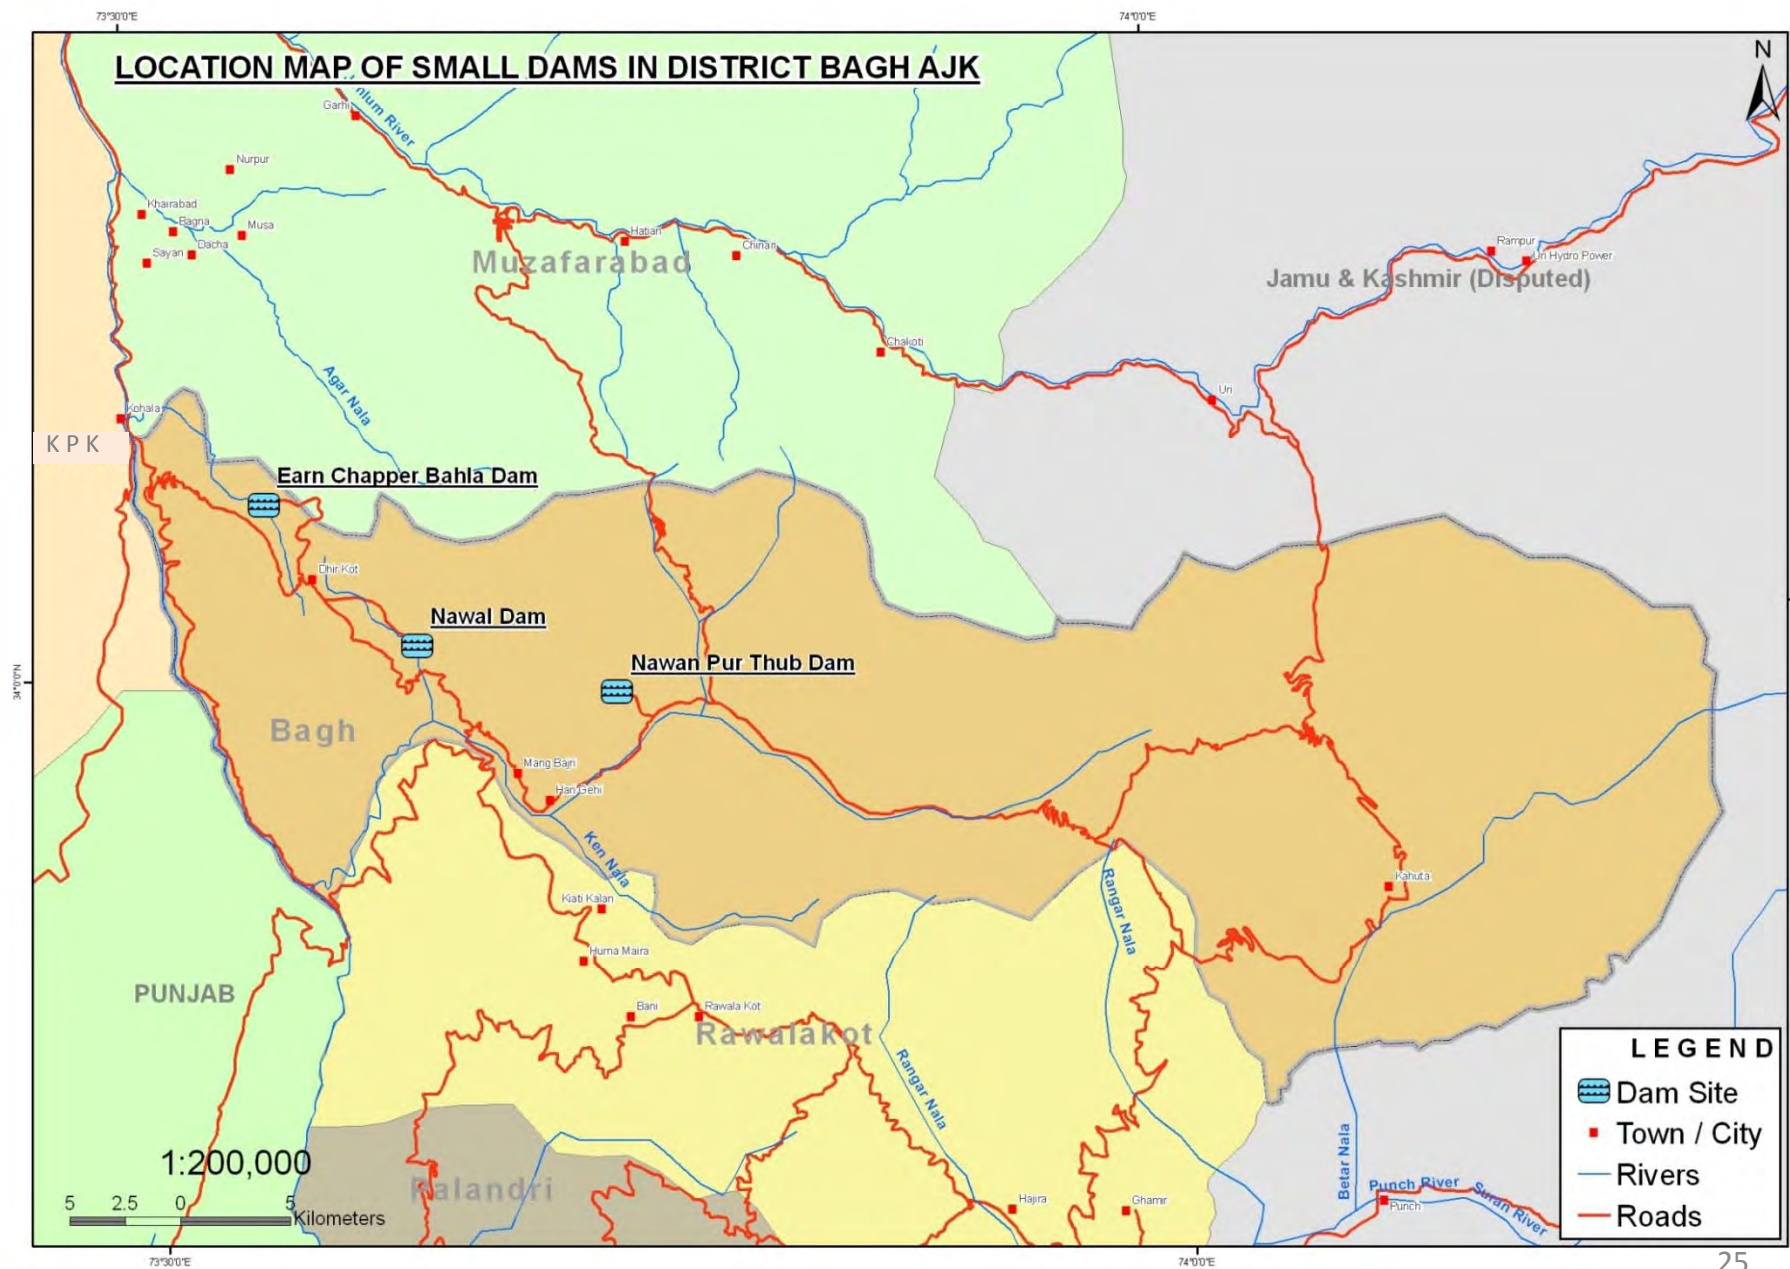 73°30'0"E
74°0'0"E
LOCATION MAP OF SMALL DAMS IN DISTRICT BAGH AJK
N
Garhi
River
Nurpur
Khairabad
Bagna
Musa
Dacha
Sayan
Hatian
Chinari
Muzafarabad
Rampur
Uri Hydro Power
Jamu & Kashmir (Disputed)
Chakoti
Agar Nala
Uri
Kohala
KPK
Earn Chapper Bahla Dam
Dhir Kot
Nawal Dam
Nawan Pur Thub Dam
34°0'0"N
Bagh
Mang Bajri
Hari Gehl
Ken Nala
Kahuta
Rangar Nala
Kiati Kalan
Huma Maira
PUNJAB
Bani
Rawala Kot
Rawalakot
Rangar Nala
LEGEND
Dam Site
Town / City
Rivers
Roads
Betar Nala
1:200,000
Palandri
Punch River
Suran River
Punch
Hajira
Ghamir
5 2.5 0 5
Kilometers
73°30'0"E
74°0'0"E
25